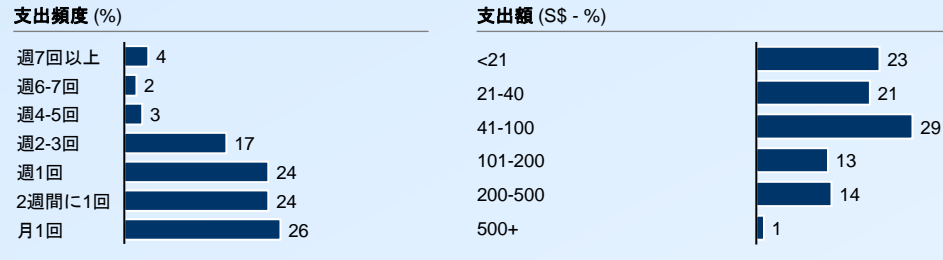 支出頻度 (%)
週7回以上 4
週6-7回 2
週4-5回 3
週2-3回 17
週1回 24
2週間に1回 24
月1回 26
支出額 (S$ - %)
<21 23
21-40 21
41-100 29
101-200 13
200-500 14
500+ 1